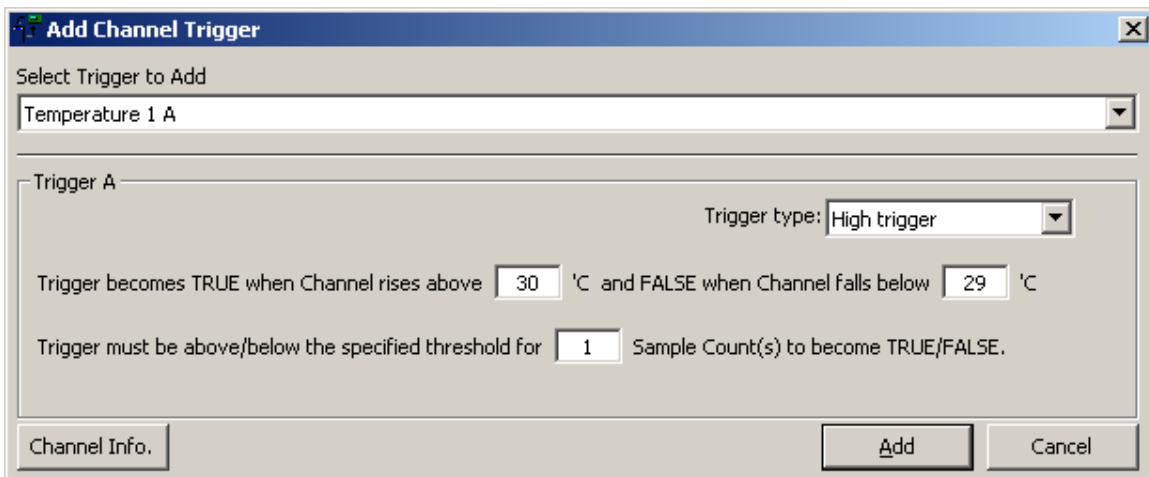 Add Channel Trigger
Select Trigger to Add
Temperature 1 A
Trigger A
Trigger type: High trigger
Trigger becomes TRUE when Channel rises above 30 'C and FALSE when Channel falls below 29 'C
Trigger must be above/below the specified threshold for 1 Sample Count(s) to become TRUE/FALSE.
Channel Info. Add Cancel